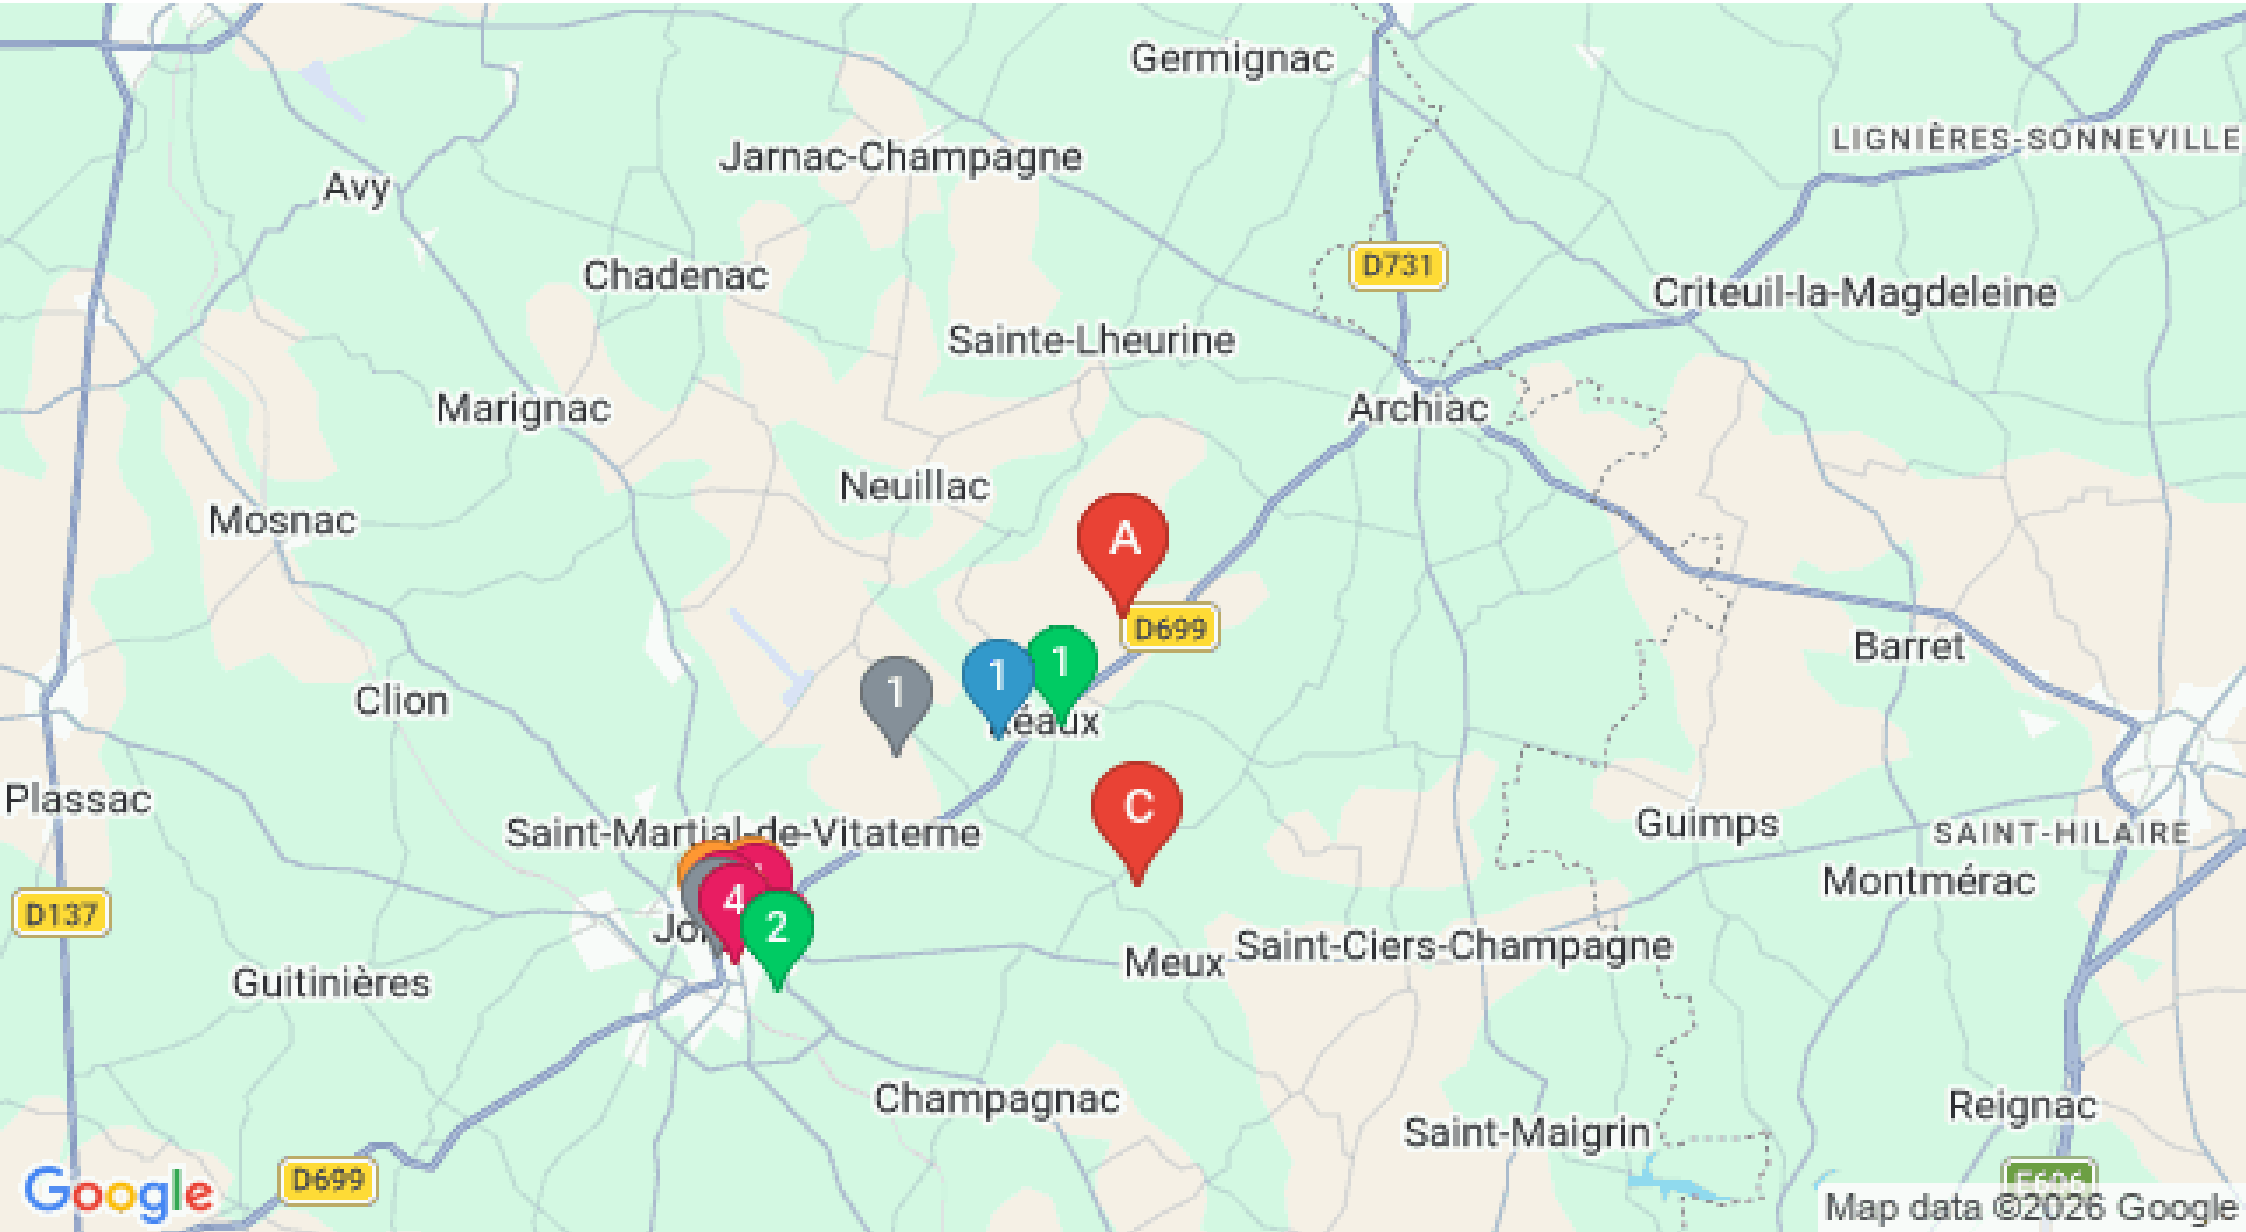 Germignac
LIGNIÈRES-SONNEVILLE
Jarnac-Champagne
Avy
D731
Chadenac
Criteuil-la-Magdeleine
Sainte-Lheurine
Marignac
Archiac
Neuillac
Mosnac
A
D699
Barret
1
1
1
Clion
Plassac
C
Guimps
SAINT-HILAIRE
Saint-Martial-de-Vitaterne
Montmérac
4
2
D137
Saint-Ciers-Champagne
Meux
Guitinières
Champagnac
Reignac
Saint-Maigrin
D699
Google
Map data ©2026 Google